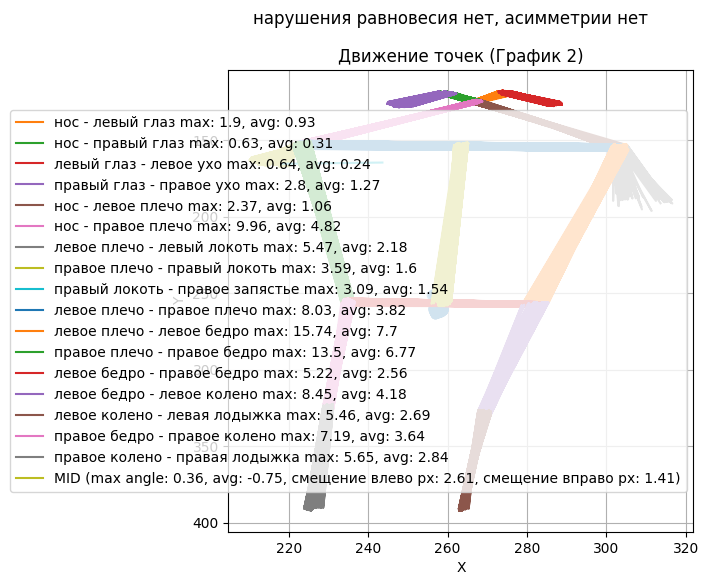 нарушения равновесия нет, асимметрии нет
Движение точек (График 2)
нос - левый глаз max: 1.9, avg: 0.93
нос - правый глаз max: 0.63, avg: 0.31
левый глаз - левое ухо max: 0.64, avg: 0.24
правый глаз - правое ухо max: 2.8, avg: 1.27
нос - левое плечо max: 2.37, avg: 1.06
нос - правое плечо max: 9.96, avg: 4.82
левое плечо - левый локоть max: 5.47, avg: 2.18
правое плечо - правый локоть max: 3.59, avg: 1.6
правый локоть - правое запястье max: 3.09, avg: 1.54
левое плечо - правое плечо max: 8.03, avg: 3.82
левое плечо - левое бедро max: 15.74, avg: 7.7
правое плечо - правое бедро max: 13.5, avg: 6.77
левое бедро - правое бедро max: 5.22, avg: 2.56
левое бедро - левое колено max: 8.45, avg: 4.18
левое колено - левая лодыжка max: 5.46, avg: 2.69
правое бедро - правое колено max: 7.19, avg: 3.64
правое колено - правая лодыжка max: 5.65, avg: 2.84
MID (max angle: 0.36, avg: -0.75, смещение влево px: 2.61, смещение вправо px: 1.41)
Y
150
200
250
300
350
400
220 240 260 280 300 320
X